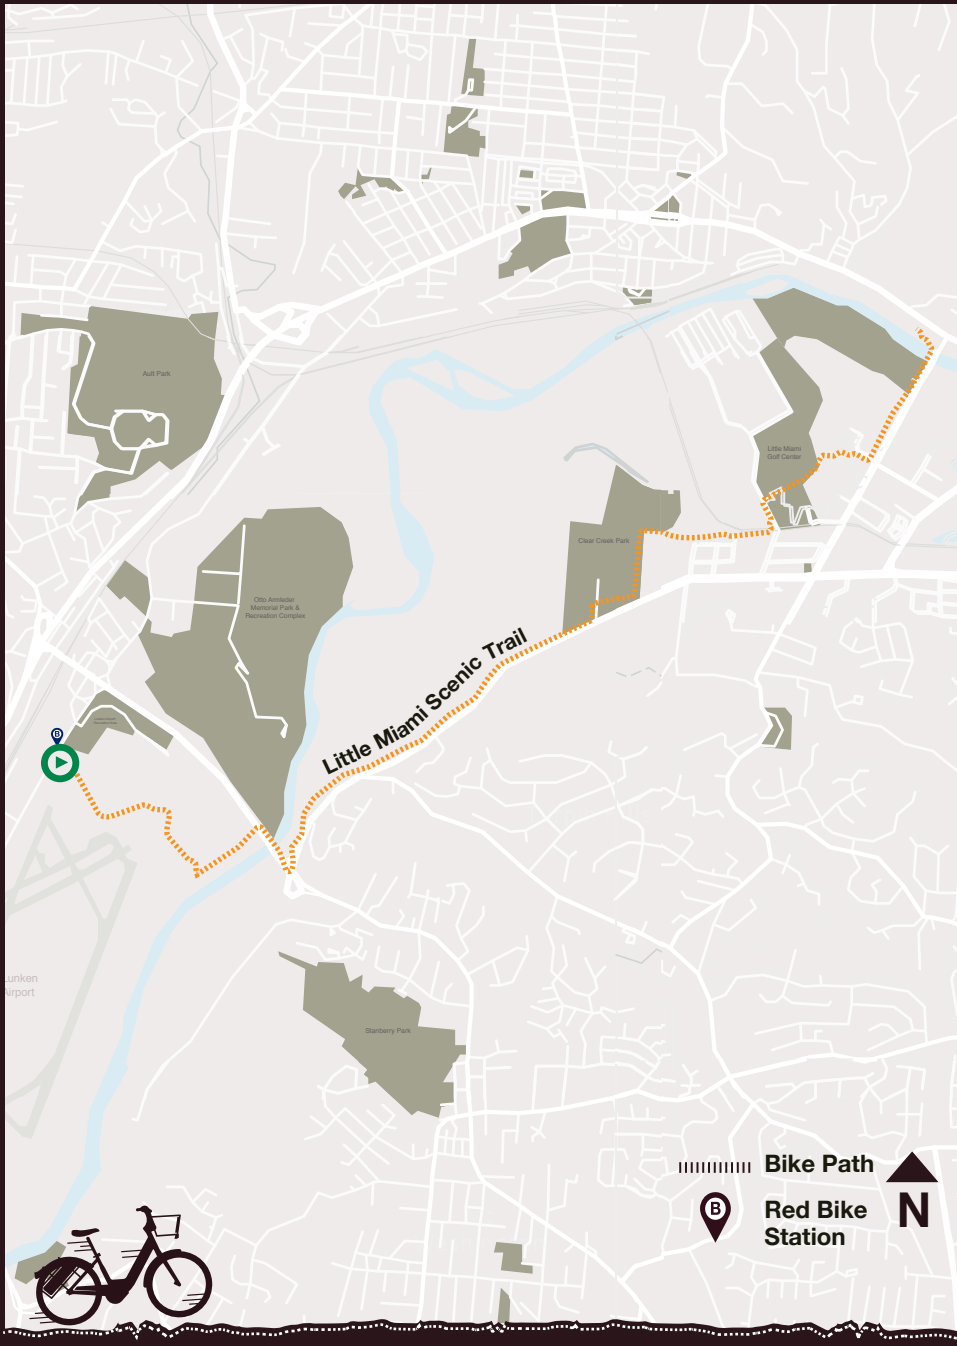 Ault Park
Little Miami
Golf Center
Clear Creek Park
Otto Armleder
Memorial Park &
Recreation Complex
Little Miami Scenic Trail
B
Lunken
Airport
Stanberry Park
Bike Path
B
Red Bike
Station
N